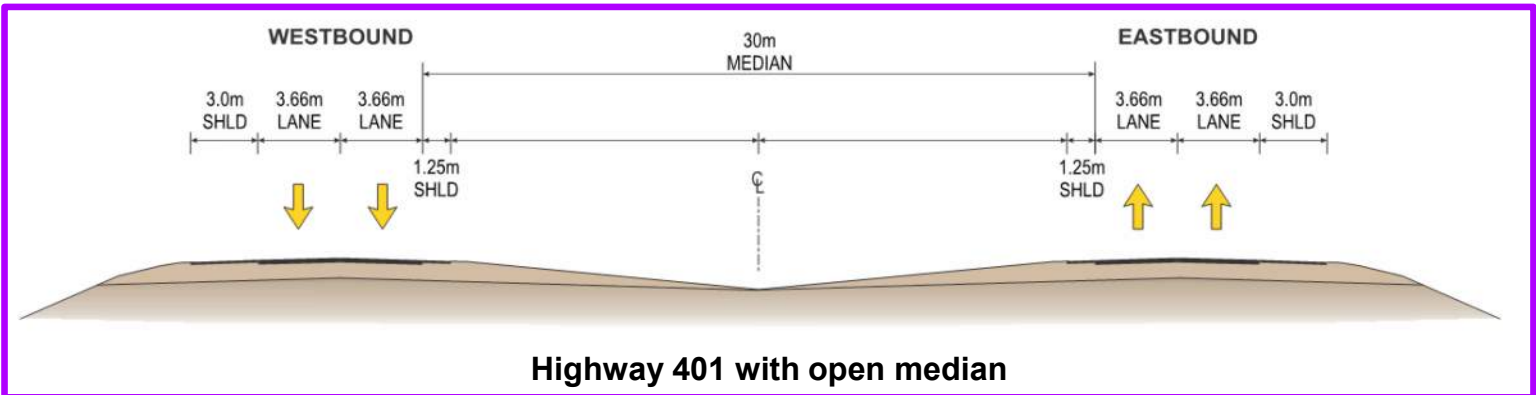 WESTBOUND
30m
MEDIAN
EASTBOUND
3.0m
SHLD
3.66m
LANE
3.66m
LANE
1.25m
SHLD
℄
1.25m
SHLD
3.66m
LANE
3.66m
LANE
3.0m
SHLD
Highway 401 with open median